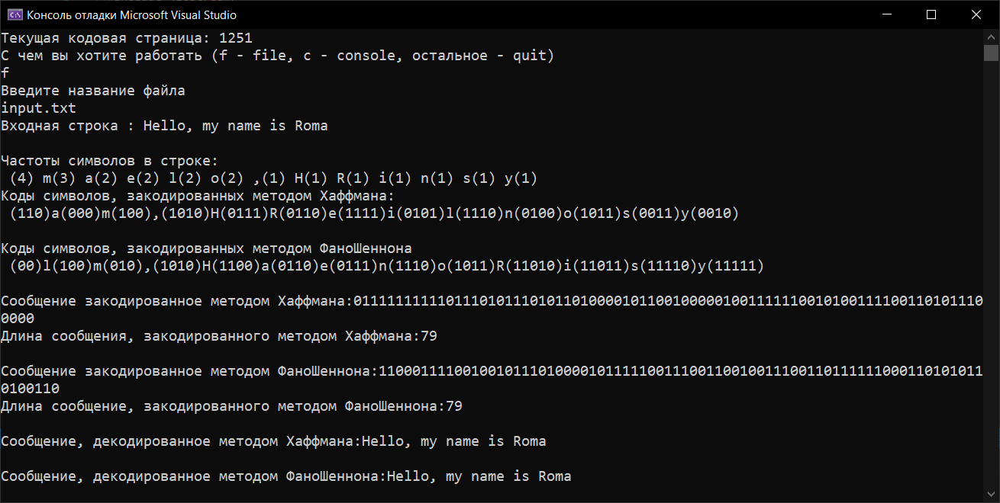 Консоль отладки Microsoft Visual Studio
Текущая кодовая страница: 1251
С чем вы хотите работать (f - file, c - console, остальное - quit)
f
Введите название файла
input.txt
Входная строка : Hello, my name is Roma
Частоты символов в строке:
 (4) m(3) a(2) e(2) l(2) o(2) ,(1) H(1) R(1) i(1) n(1) s(1) y(1)
Коды символов, закодированных методом Хаффмана:
 (110)a(000)m(100),(1010)H(0111)R(0110)e(1111)i(0101)l(1110)n(0100)o(1011)s(0011)y(0010)
Коды символов, закодированных методом ФаноШеннона
 (00)l(100)m(010),(1010)H(1100)a(0110)e(0111)n(1110)o(1011)R(11010)i(11011)s(11110)y(11111)
Сообщение закодированное методом Хаффмана:011111111110111010111010110100001011001000001001111110010100111100110101110
0000
Длина сообщения, закодированного методом Хаффмана:79
Сообщение закодированное методом ФаноШеннона:110001111001001011101000010111110011100110010011100110111111000110101011
0100110
Длина сообщение, закодированного методом ФаноШеннона:79
Сообщение, декодированное методом Хаффмана:Hello, my name is Roma
Сообщение, декодированное методом ФаноШеннона:Hello, my name is Roma